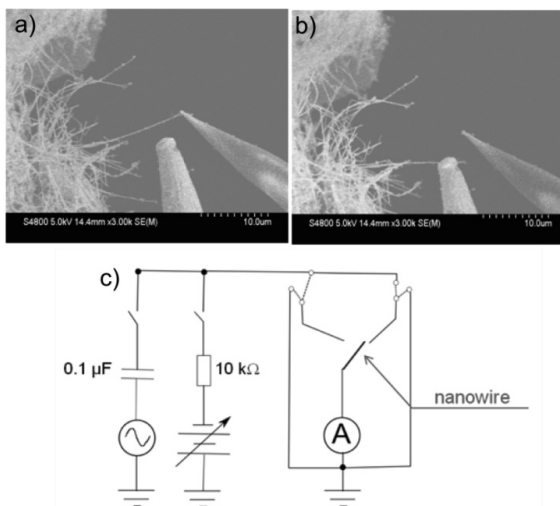 a)
b)
S4800 5.0kV 14.4mm x3.00k SE(M)
10.0um
S4800 5.0kV 14.4mm x3.00k SE(M)
10.0um
c)
0.1 µF
10 kΩ
nanowire
A